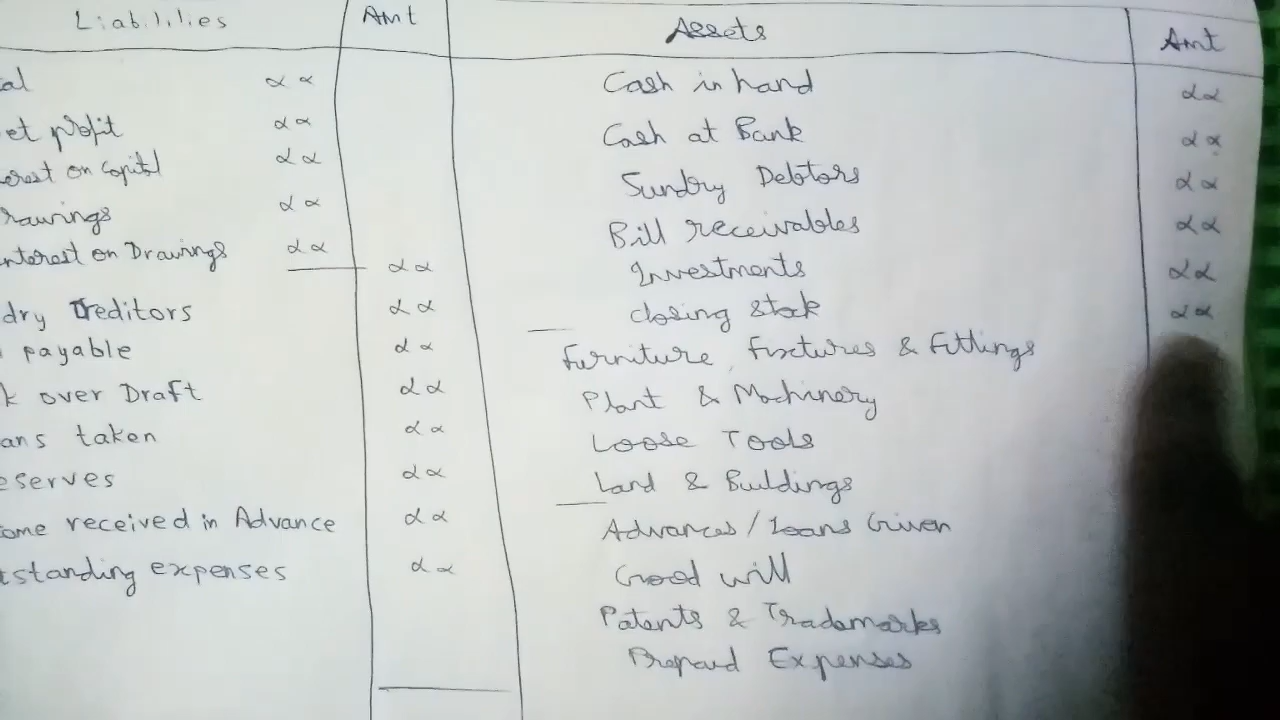 Liabilities Amt Assets Amt
al αα Cash in hand αα
et profit αα Cash at Bank αα
erest on Capital αα Sundry Debtors αα
rawings αα Bill receivables αα
nterest on Drawings αα αα Investments αα
dry Creditors αα closing stock αα
payable αα Furniture, Fixtures & Fittings
k over Draft αα Plant & Machinery
ans taken αα Loose Tools
eserves αα Land & Buildings
ome received in Advance αα Advances/Loans Given
tstanding expenses αα Good will
Patents & Trademarks
Prepaid Expenses